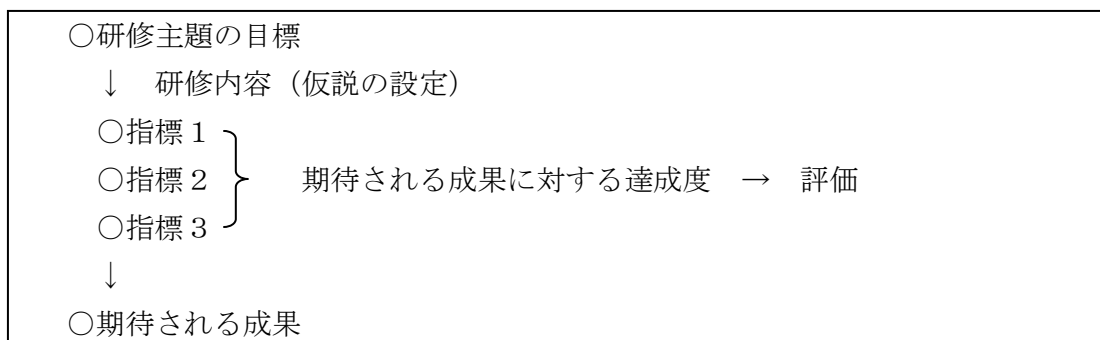 ○研修主題の目標
↓　研修内容（仮説の設定）
○指標１
○指標２　期待される成果に対する達成度　→　評価
○指標３
↓
○期待される成果